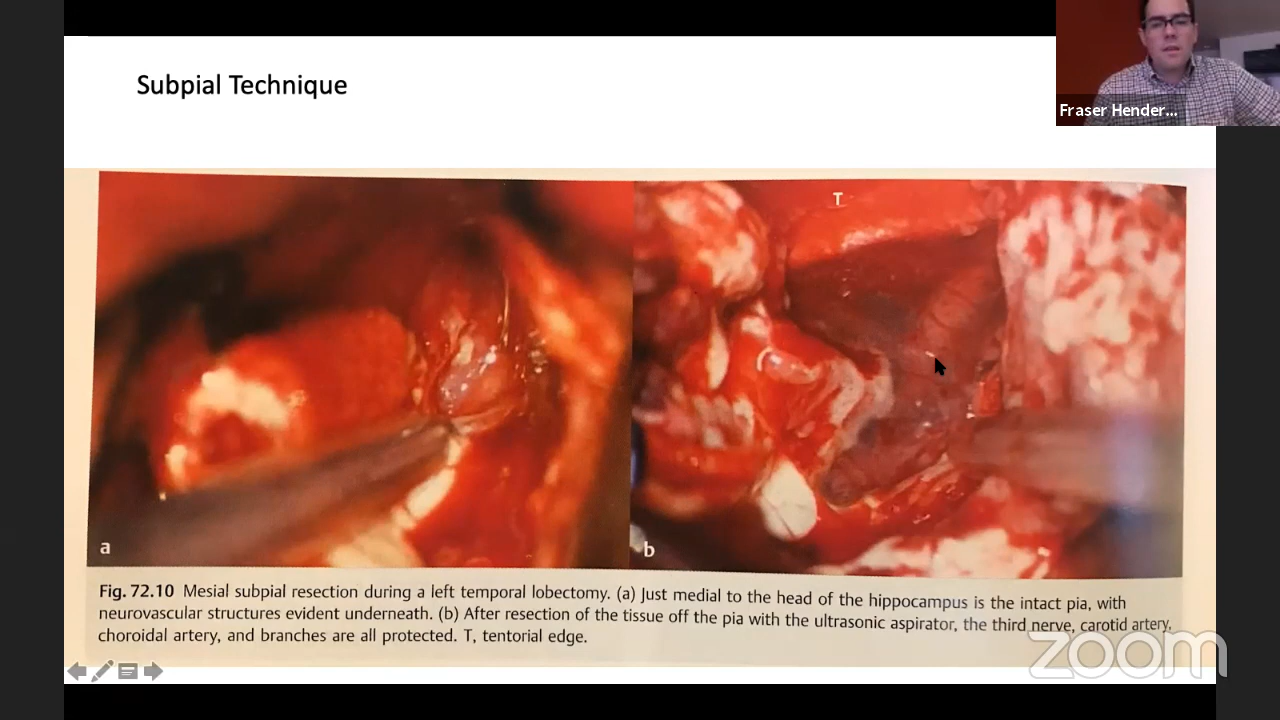 Subpial Technique
Fraser Hender...
T
a
b
Fig. 72.10 Mesial subpial resection during a left temporal lobectomy. (a) Just medial to the head of the hippocampus is the intact pia, with
neurovascular structures evident underneath. (b) After resection of the tissue off the pia with the ultrasonic aspirator, the third nerve, carotid artery,
choroidal artery, and branches are all protected. T, tentorial edge.
zoom